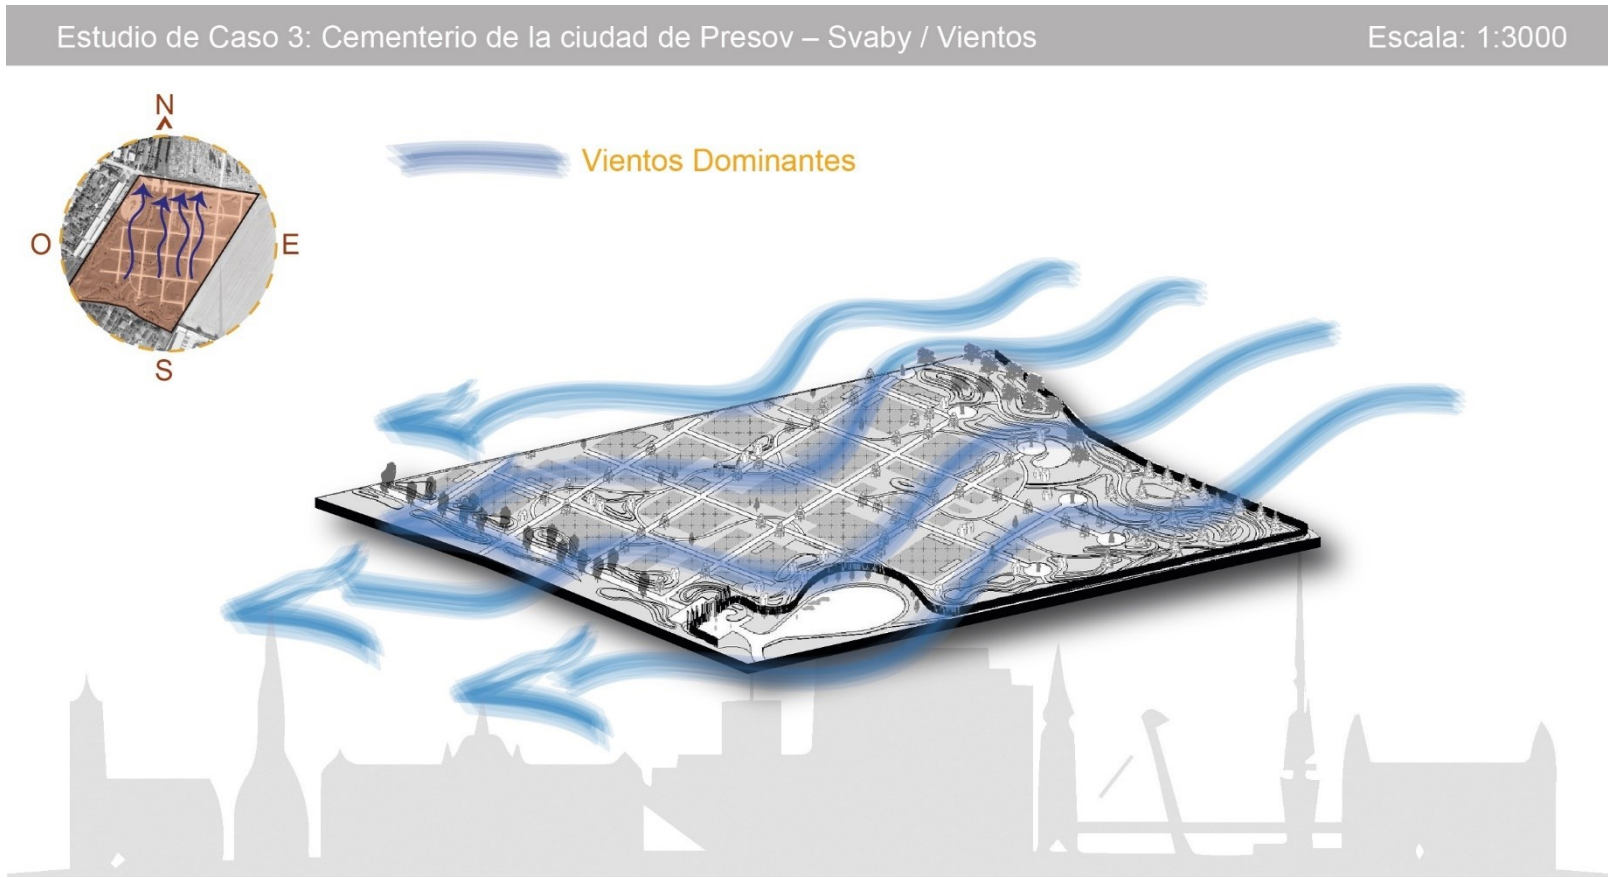 Estudio de Caso 3: Cementerio de la ciudad de Presov – Svaby / Vientos
Escala: 1:3000
N
Vientos Dominantes
O
E
S